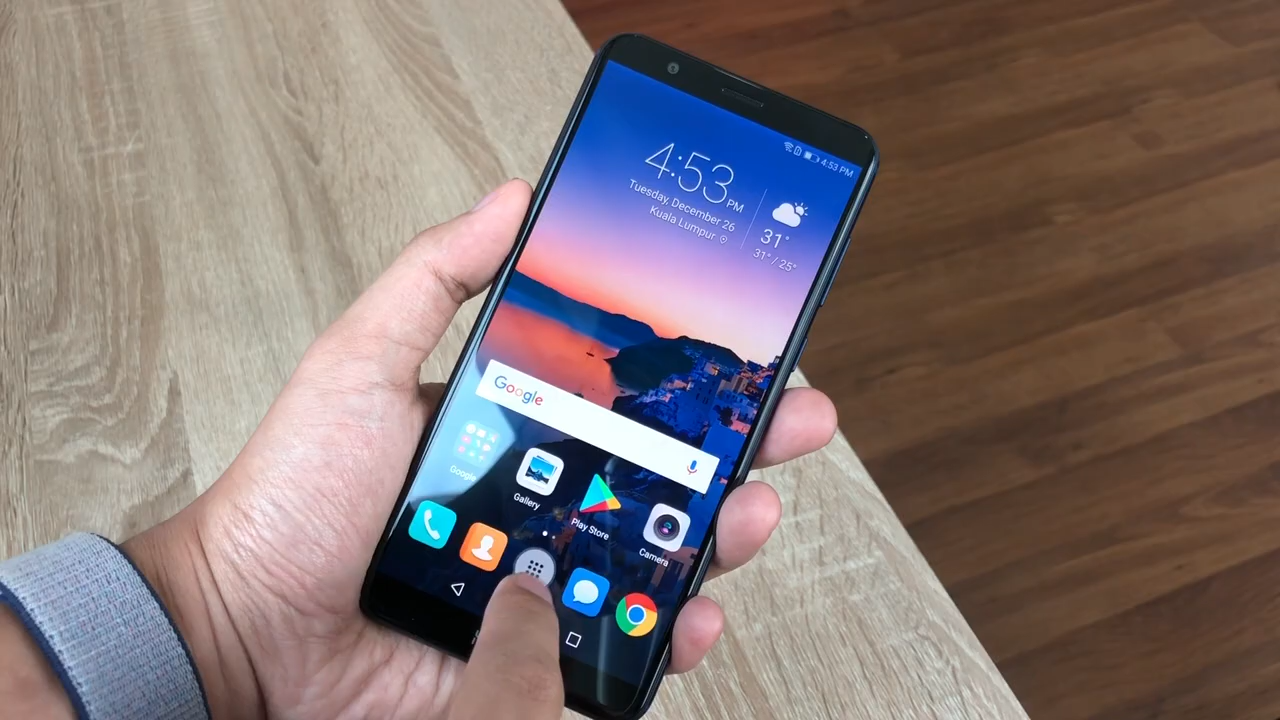 4:53 PM
4:53 PM
Tuesday, December 26
Kuala Lumpur
31°
31° / 25°
Google
Google
Gallery
Play Store
Camera